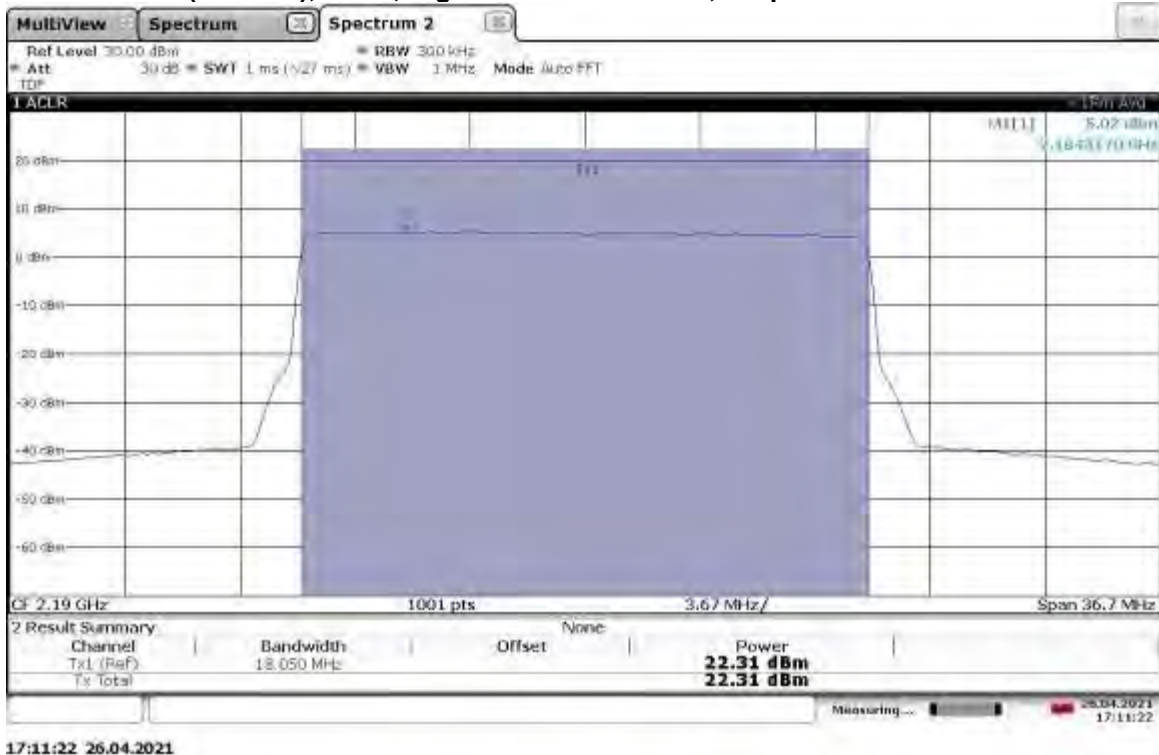 MultiView Spectrum Spectrum 2
Ref Level 30.00 dBm RBW 300 kHz
Att 30 dB SWT 1 ms (~27 ms) VBW 1 MHz Mode Auto FFT
TDF
1 ACLR 1Rm Avg
M1[1] 5.02 dBm
GHz
20 dBm
10 dBm
0 dBm
-10 dBm
-20 dBm
-30 dBm
-40 dBm
-50 dBm
-60 dBm
CF 2.19 GHz 1001 pts 3.67 MHz/ Span 36.7 MHz
2 Result Summary None
Channel Bandwidth Offset Power
Tx1 (Ref) 18.050 MHz 22.31 dBm
Tx Total 22.31 dBm
Measuring... 26.04.2021
17:11:22
17:11:22 26.04.2021